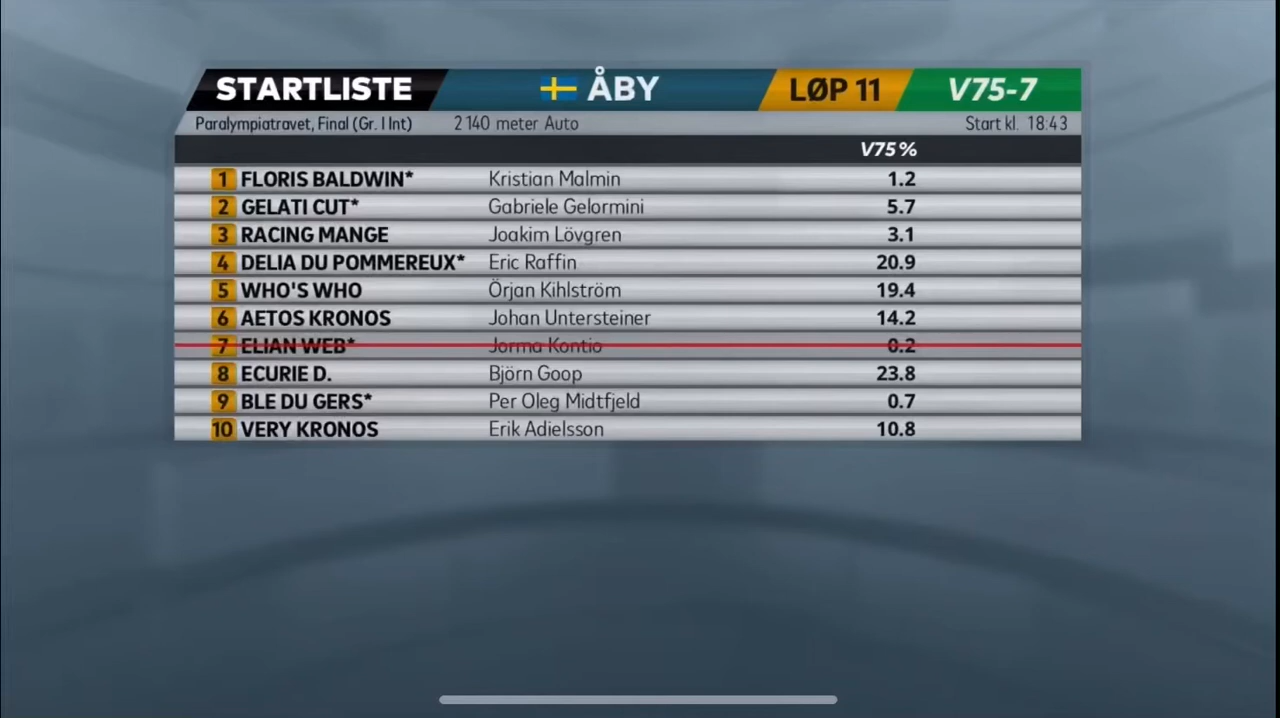 STARTLISTE ÅBY LØP 11 V75-7
Paralympiatravet, Final (Gr. I Int) 2140 meter Auto Start kl. 18:43
V75%
1 FLORIS BALDWIN* Kristian Malmin 1.2
2 GELATI CUT* Gabriele Gelormini 5.7
3 RACING MANGE Joakim Lövgren 3.1
4 DELIA DU POMMEREUX* Eric Raffin 20.9
5 WHO'S WHO Örjan Kihlström 19.4
6 AETOS KRONOS Johan Untersteiner 14.2
7 ELIAN WEB* Jorma Kontio 0.2
8 ECURIE D. Björn Goop 23.8
9 BLE DU GERS* Per Oleg Midtfjeld 0.7
10 VERY KRONOS Erik Adielsson 10.8